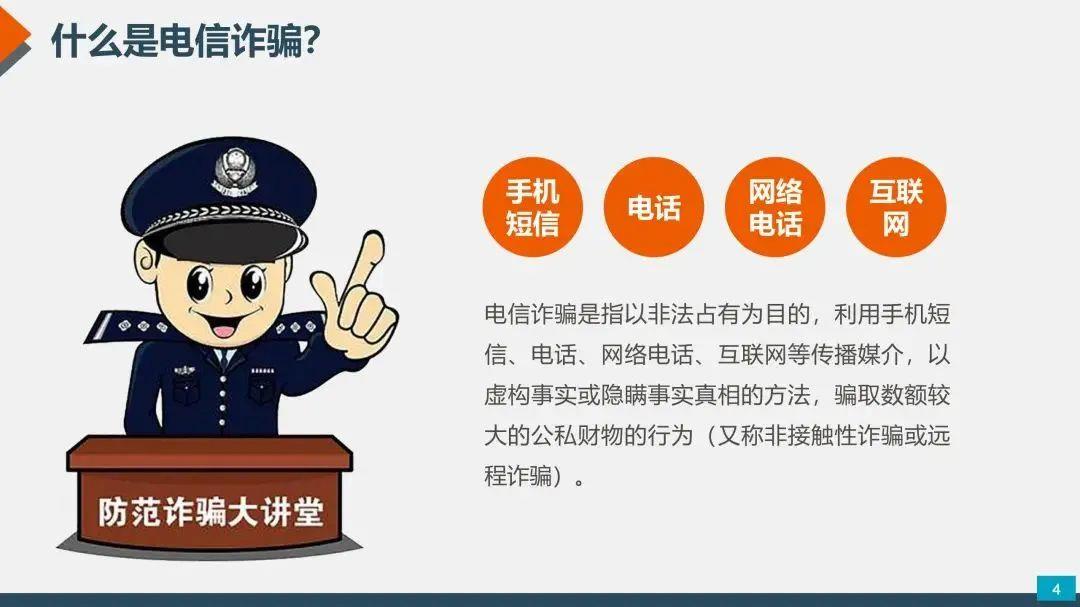 什么是电信诈骗?
手机
短信
电话
网络
电话
互联
网
电信诈骗是指以非法占有为目的，利用手机短
信、电话、网络电话、互联网等传播媒介，以
虚构事实或隐瞒事实真相的方法，骗取数额较
大的公私财物的行为（又称非接触性诈骗或远
程诈骗）。
防范诈骗大讲堂
4